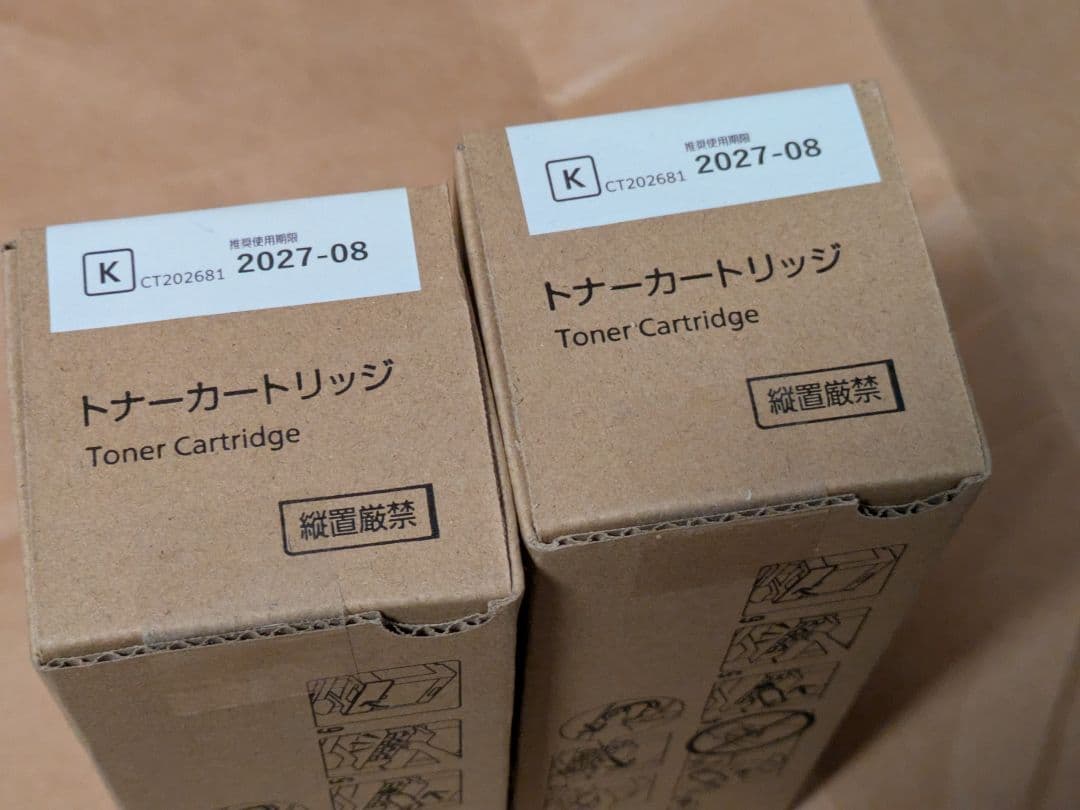 推奨使用期限
K CT202681 2027-08
トナーカートリッジ
Toner Cartridge
縦置厳禁
推奨使用期限
K CT202681 2027-08
トナーカートリッジ
Toner Cartridge
縦置厳禁